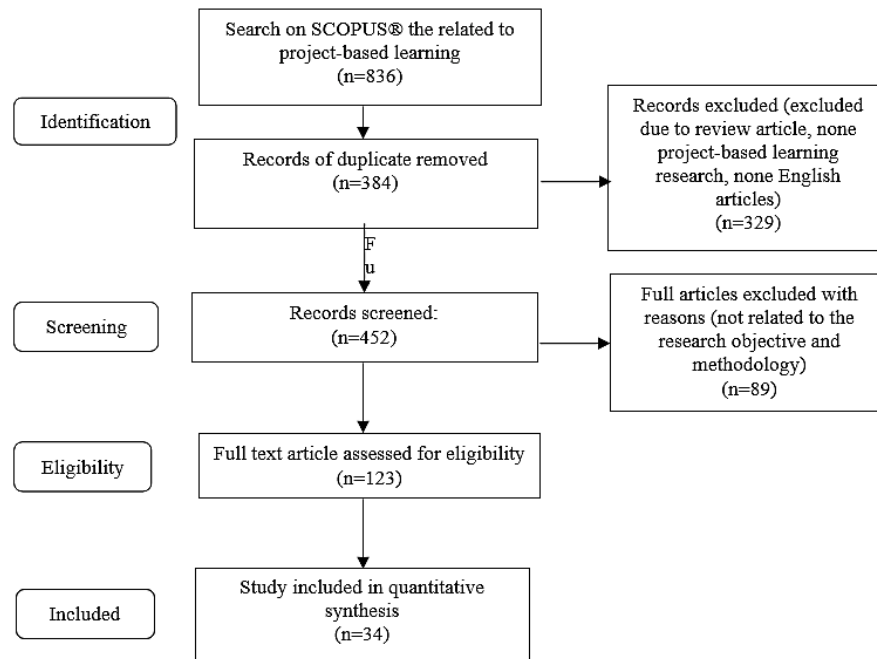 Search on SCOPUS® the related to
project-based learning
(n=836)
Identification
Records of duplicate removed
(n=384)
Records excluded (excluded
due to review article, none
project-based learning
research, none English
articles)
(n=329)
F
u
Screening
Records screened:
(n=452)
Full articles excluded with
reasons (not related to the
research objective and
methodology)
(n=89)
Eligibility
Full text article assessed for eligibility
(n=123)
Included
Study included in quantitative
synthesis
(n=34)